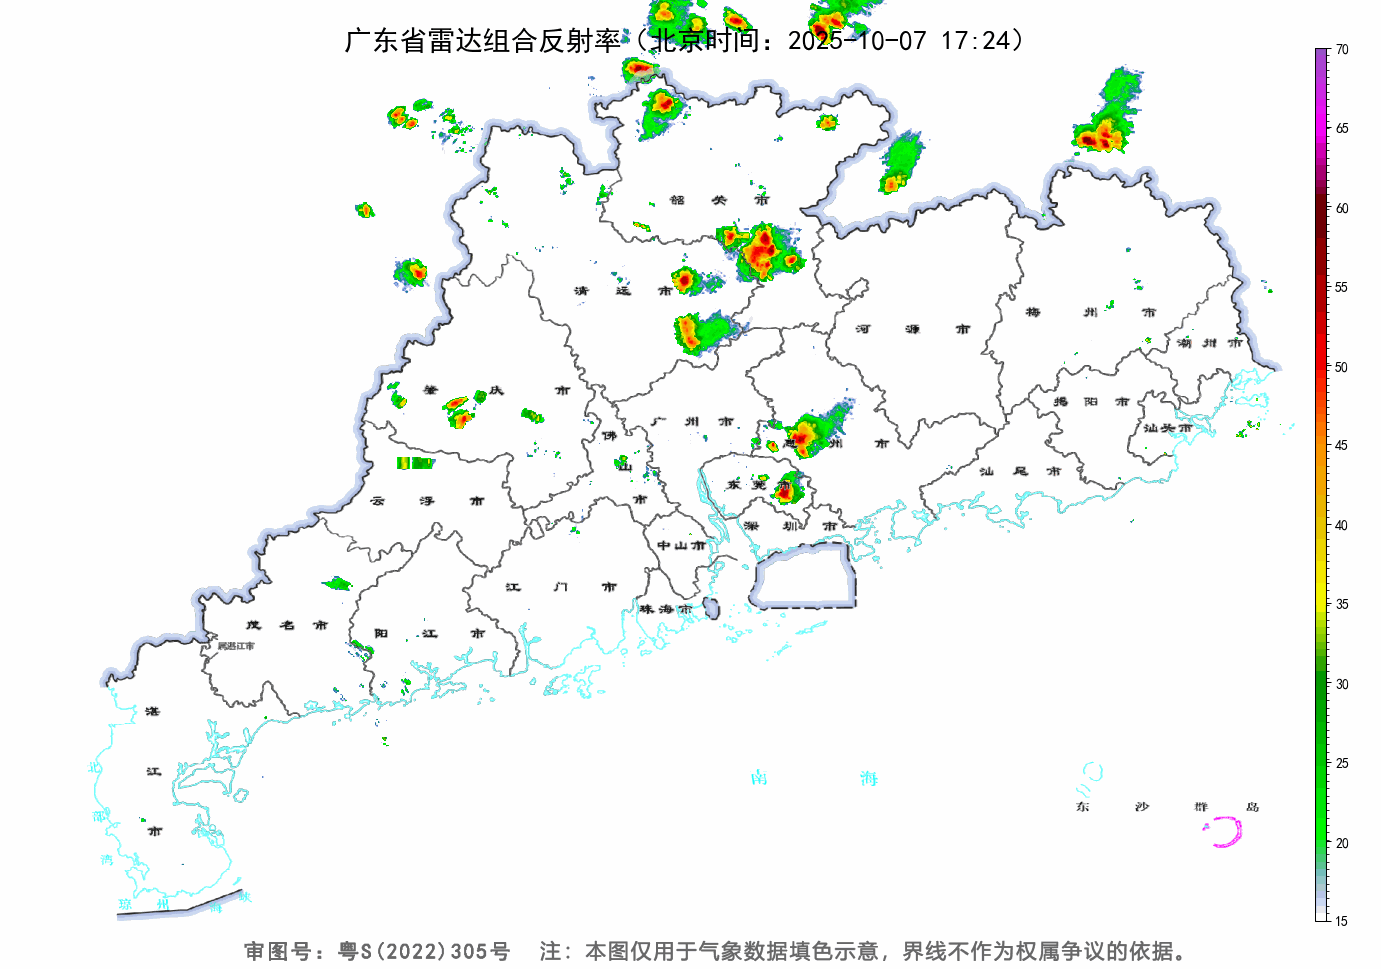 广东省雷达组合反射率（北京时间：2025-10-07 17:24）
70
65
60
55
50
45
40
35
30
25
20
15
韶 关 市
清 远 市
河 源 市
梅 州 市
潮 州 市
肇 庆 市
揭 阳 市
广 州 市
汕头市
佛 山 市
惠 州 市
汕 尾 市
东 莞 市
云 浮 市
深 圳 市
中山市
江 门 市
珠海市
茂 名 市
阳 江 市
属湛江市
湛 江 市
南 海
东 沙 群 岛
北 部 湾
琼 州 海 峡
审图号：粤S(2022)305号 注：本图仅用于气象数据填色示意，界线不作为权属争议的依据。